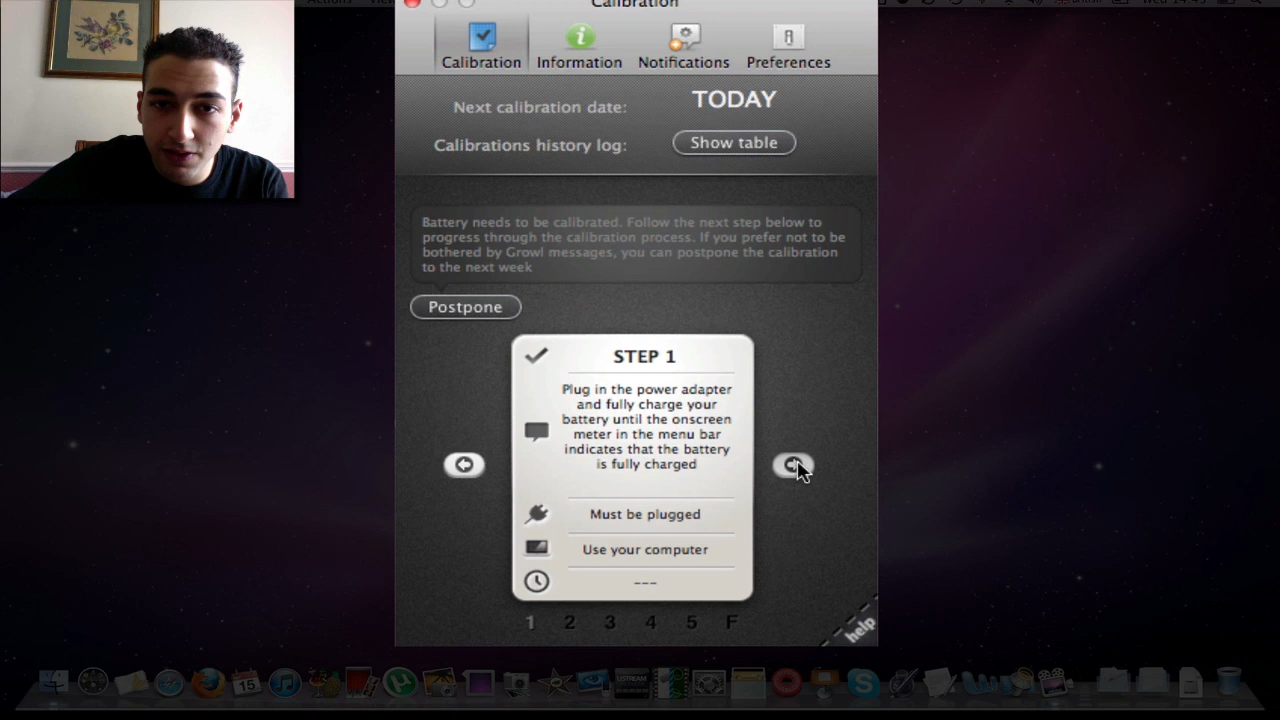 Calibration
Calibration Information Notifications Preferences
Next calibration date: TODAY
Calibrations history log: Show table
Battery needs to be calibrated. Follow the next step below to
progress through the calibration process. If you prefer not to be
bothered by Growl messages, you can postpone the calibration
to the next week
Postpone
STEP 1
Plug in the power adapter
and fully charge your
battery until the onscreen
meter in the menu bar
indicates that the battery
is fully charged
Must be plugged
Use your computer
---
1 2 3 4 5 F
help
15
USTREAM